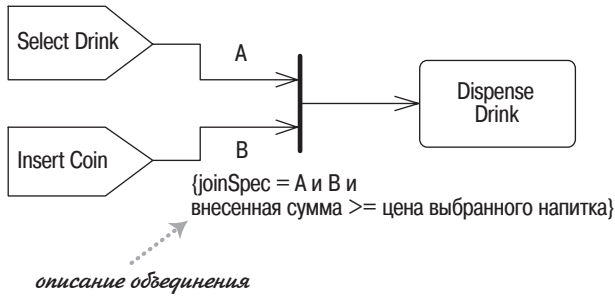 Select Drink
A
Dispense
Drink
Insert Coin
B
{joinSpec = А и В и
внесенная сумма >= цена выбранного напитка}
описание объединения